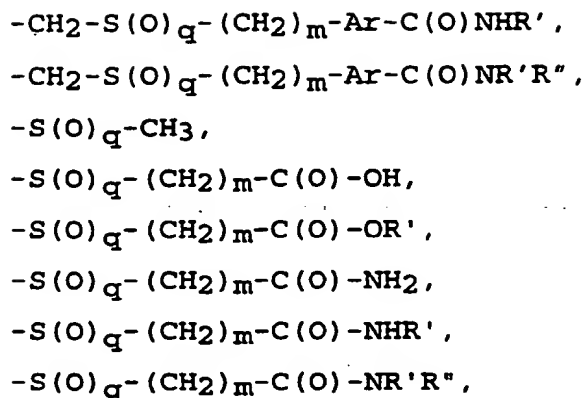 -CH2-S(O)q-(CH2)m-Ar-C(O)NHR',
-CH2-S(O)q-(CH2)m-Ar-C(O)NR'R",
-S(O)q-CH3,
-S(O)q-(CH2)m-C(O)-OH,
-S(O)q-(CH2)m-C(O)-OR',
-S(O)q-(CH2)m-C(O)-NH2,
-S(O)q-(CH2)m-C(O)-NHR',
-S(O)q-(CH2)m-C(O)-NR'R",